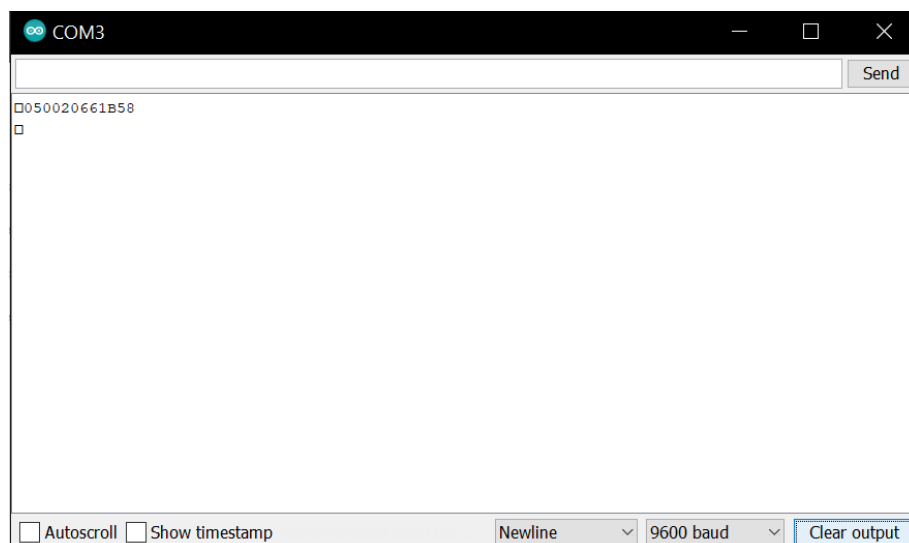 COM3
Send
□050020661B58
□
Autoscroll Show timestamp Newline 9600 baud Clear output